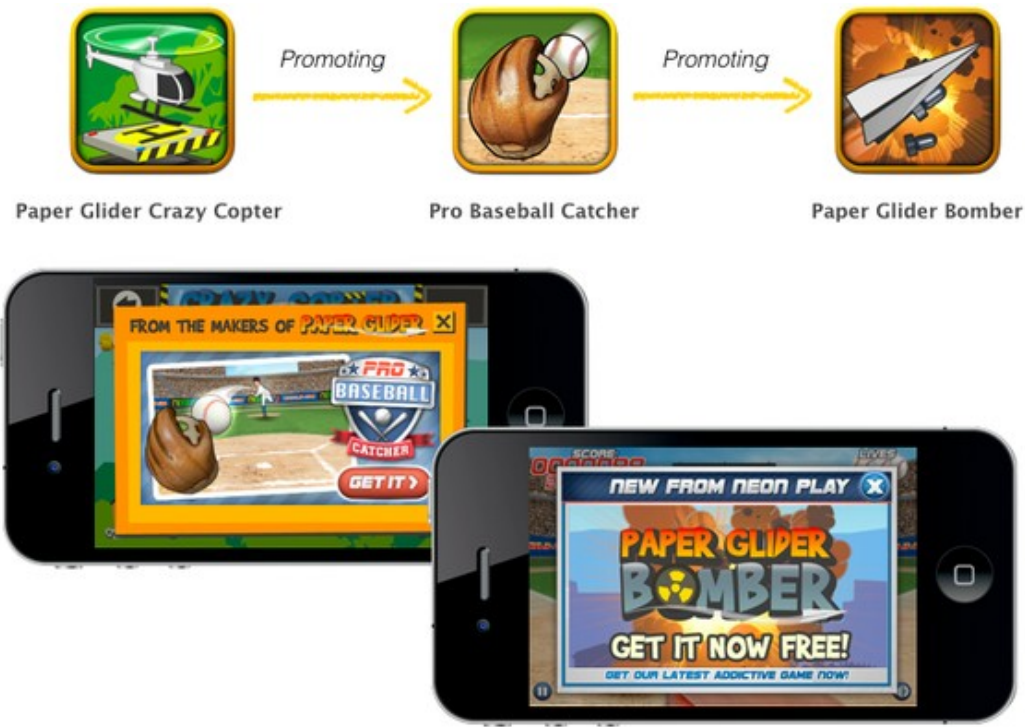 Promoting
Promoting
H
Paper Glider Crazy Copter
Pro Baseball Catcher
Paper Glider Bomber
CRAZY COPTER
FROM THE MAKERS OF PAPER GLIDER X
PRO
BASEBALL
CATCHER
GET IT >
SCORE
LIVES
NEW FROM NEON PLAY X
PAPER GLIDER
BOMBER
GET IT NOW FREE!
GET OUR LATEST ADDICTIVE GAME NOW!